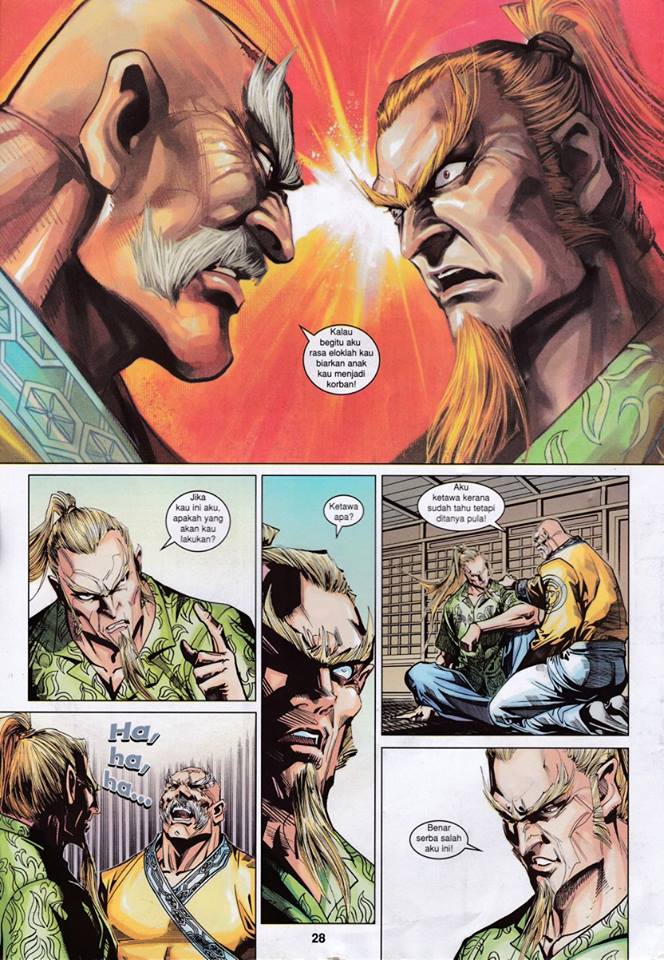 Kalau
begitu aku
rasa eloklah kau
biarkan anak
kau menjadi
korban!
Jika
kau ini aku,
apakah yang
akan kau
lakukan?
Ha,
ha,
ha...
Ketawa
apa?
Aku
ketawa kerana
sudah tahu tetapi
ditanya pula!
Benar
serba salah
aku ini!
28